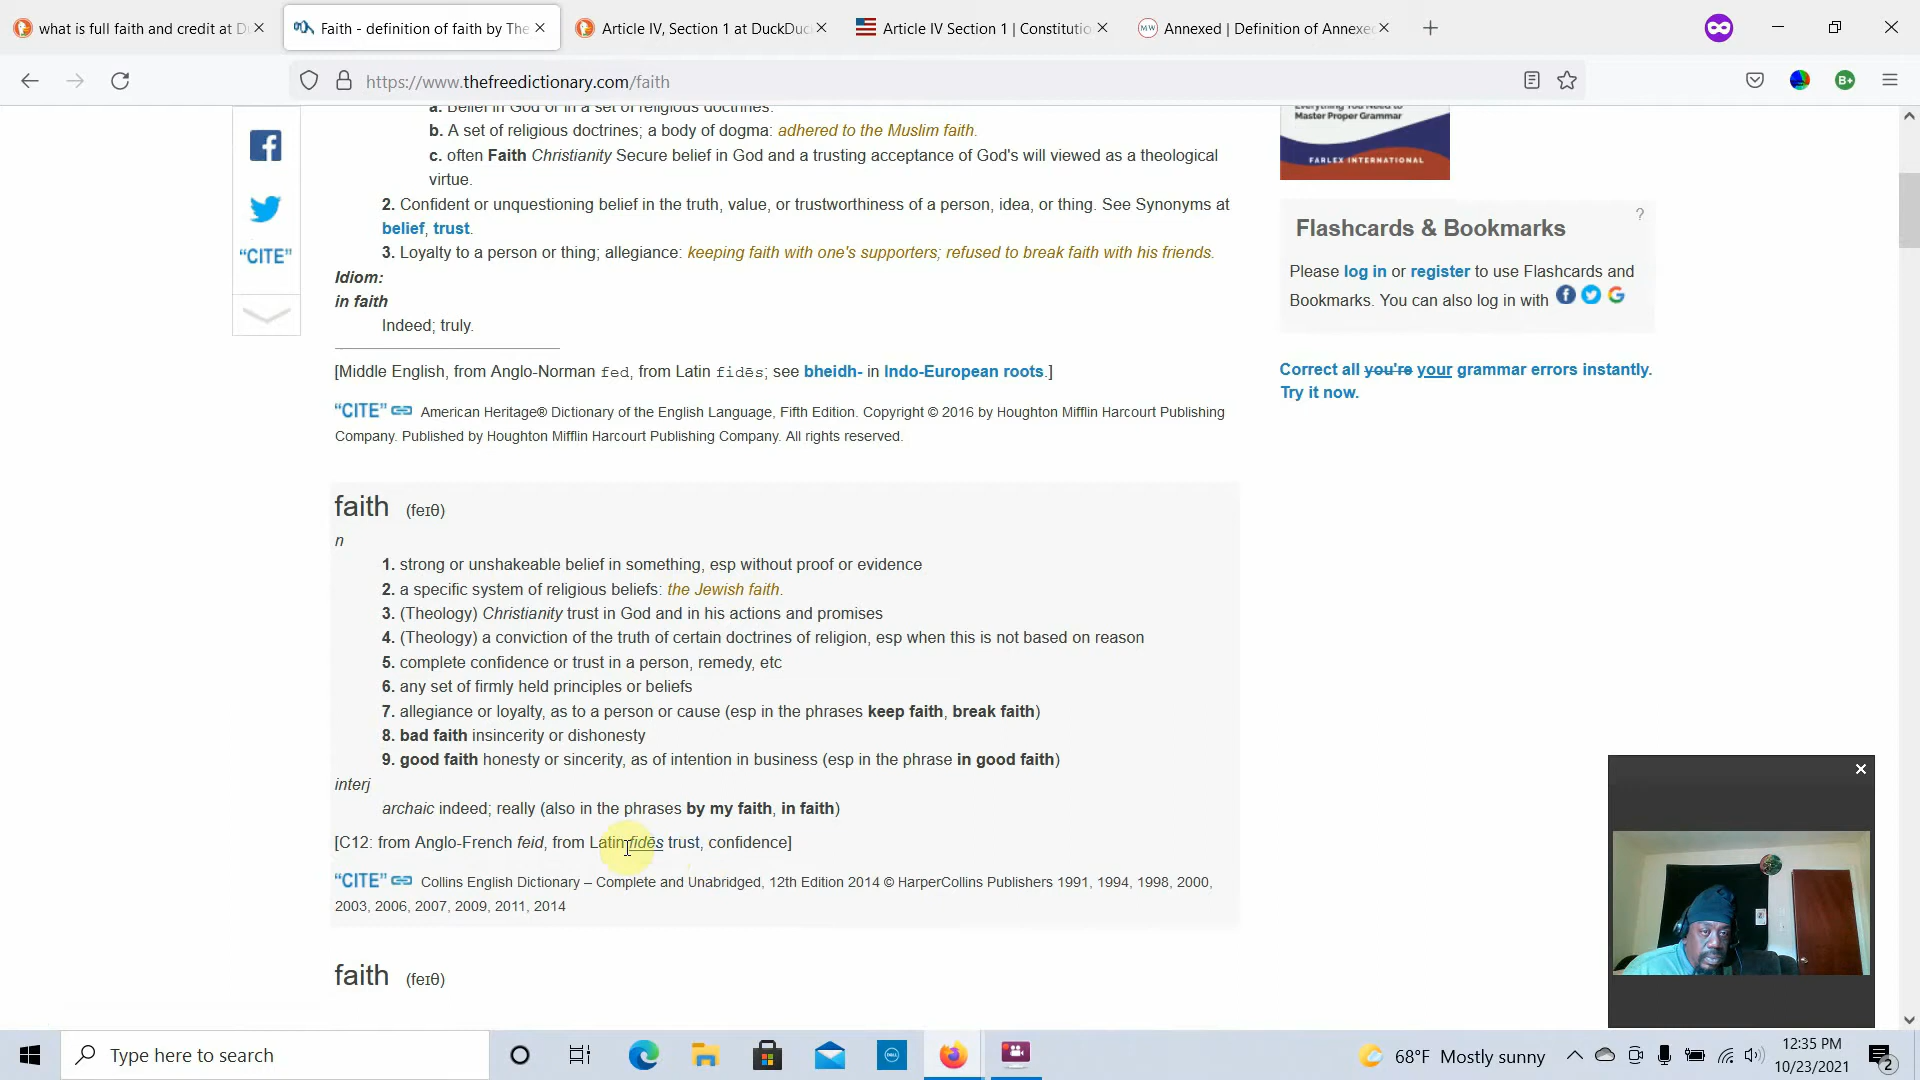 what is full faith and credit at D
Faith - definition of faith by The
Article IV, Section 1 at DuckDuc
Article IV Section 1 | Constitutio
Annexed | Definition of Annexe
https://www.thefreedictionary.com/faith
a. Belief in God or in a set of religious doctrines.
b. A set of religious doctrines; a body of dogma: adhered to the Muslim faith.
c. often Faith Christianity Secure belief in God and a trusting acceptance of God's will viewed as a theological
virtue.
2. Confident or unquestioning belief in the truth, value, or trustworthiness of a person, idea, or thing. See Synonyms at
belief, trust.
3. Loyalty to a person or thing; allegiance: keeping faith with one's supporters; refused to break faith with his friends.
Idiom:
in faith
Indeed; truly.
[Middle English, from Anglo-Norman fed, from Latin fidēs; see bheidh- in Indo-European roots.]
"CITE" American Heritage® Dictionary of the English Language, Fifth Edition. Copyright © 2016 by Houghton Mifflin Harcourt Publishing
Company. Published by Houghton Mifflin Harcourt Publishing Company. All rights reserved.
faith (feɪθ)
n
1. strong or unshakeable belief in something, esp without proof or evidence
2. a specific system of religious beliefs: the Jewish faith.
3. (Theology) Christianity trust in God and in his actions and promises
4. (Theology) a conviction of the truth of certain doctrines of religion, esp when this is not based on reason
5. complete confidence or trust in a person, remedy, etc
6. any set of firmly held principles or beliefs
7. allegiance or loyalty, as to a person or cause (esp in the phrases keep faith, break faith)
8. bad faith insincerity or dishonesty
9. good faith honesty or sincerity, as of intention in business (esp in the phrase in good faith)
interj
archaic indeed; really (also in the phrases by my faith, in faith)
[C12: from Anglo-French feid, from Latin fidēs trust, confidence]
"CITE" Collins English Dictionary – Complete and Unabridged, 12th Edition 2014 © HarperCollins Publishers 1991, 1994, 1998, 2000,
2003, 2006, 2007, 2009, 2011, 2014
faith (feɪθ)
"CITE"
Everything You Need to
Master Proper Grammar
FARLEX INTERNATIONAL
Flashcards & Bookmarks ?
Please log in or register to use Flashcards and
Bookmarks. You can also log in with
Correct all you're your grammar errors instantly.
Try it now.
Type here to search
68°F Mostly sunny
12:35 PM
10/23/2021
2
MW
B+
DELL